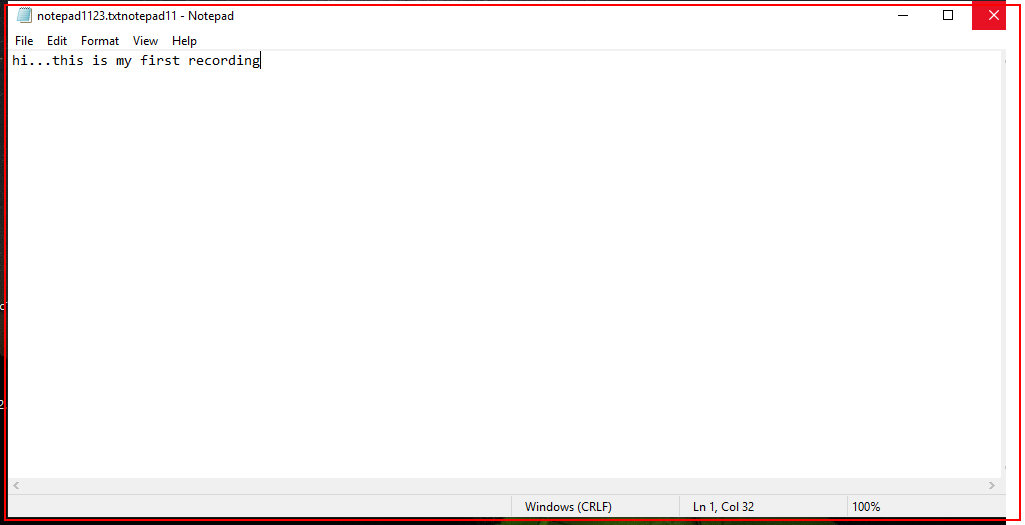 notepad1123.txtnotepad11 - Notepad
File Edit Format View Help
hi...this is my first recording
Windows (CRLF) Ln 1, Col 32 100%